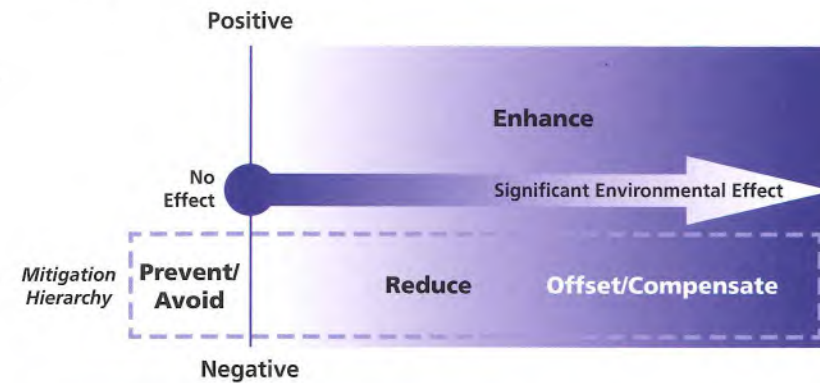 Positive
Enhance
No
Effect
Significant Environmental Effect
Mitigation
Hierarchy
Prevent/
Avoid
Reduce
Offset/Compensate
Negative